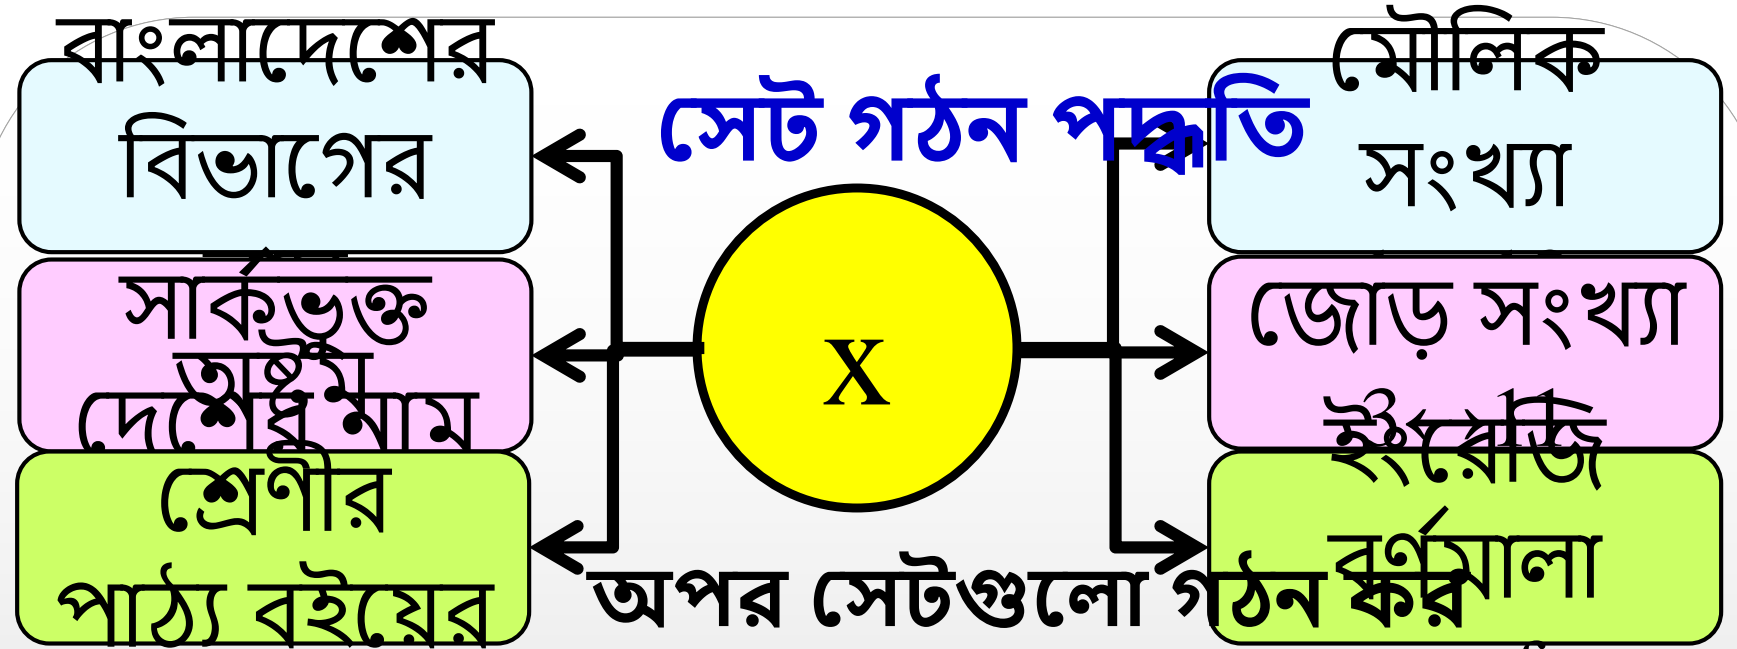 সেট গঠন পদ্ধতি
বাংলাদেশের
বিভাগের
সার্কভুক্ত
দেশের নাম
অষ্টম
শ্রেণীর
পাঠ্য বইয়ের
X
মৌলিক
সংখ্যা
জোড় সংখ্যা
ইংরেজি
বর্ণমালা
অপর সেটগুলো গঠন কর